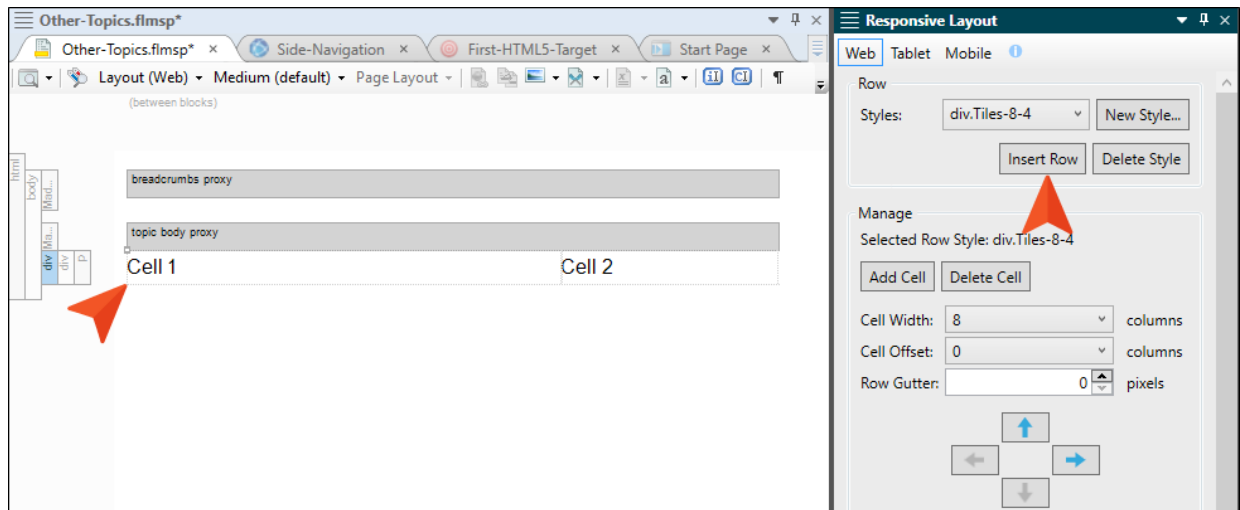 Other-Topics.flmsp*
Other-Topics.flmsp* Side-Navigation First-HTML5-Target Start Page
Layout (Web) Medium (default) Page Layout
(between blocks)
html
body
Mad...
breadcrumbs proxy
Ma...
topic body proxy
div
div
p
Cell 1 Cell 2
Responsive Layout
Web Tablet Mobile
Row
Styles: div.Tiles-8-4 New Style...
Insert Row Delete Style
Manage
Selected Row Style: div.Tiles-8-4
Add Cell Delete Cell
Cell Width: 8 columns
Cell Offset: 0 columns
Row Gutter: 0 pixels